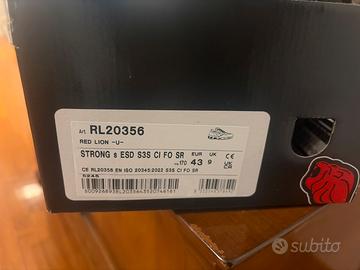 Art. RL20356
RED LION -U-
STRONG s ESD S3S CI FO SR
EUR UK
170 43 9
CE
CE RL20356 EN ISO 20345:2022 S3S CI FO SR
subito